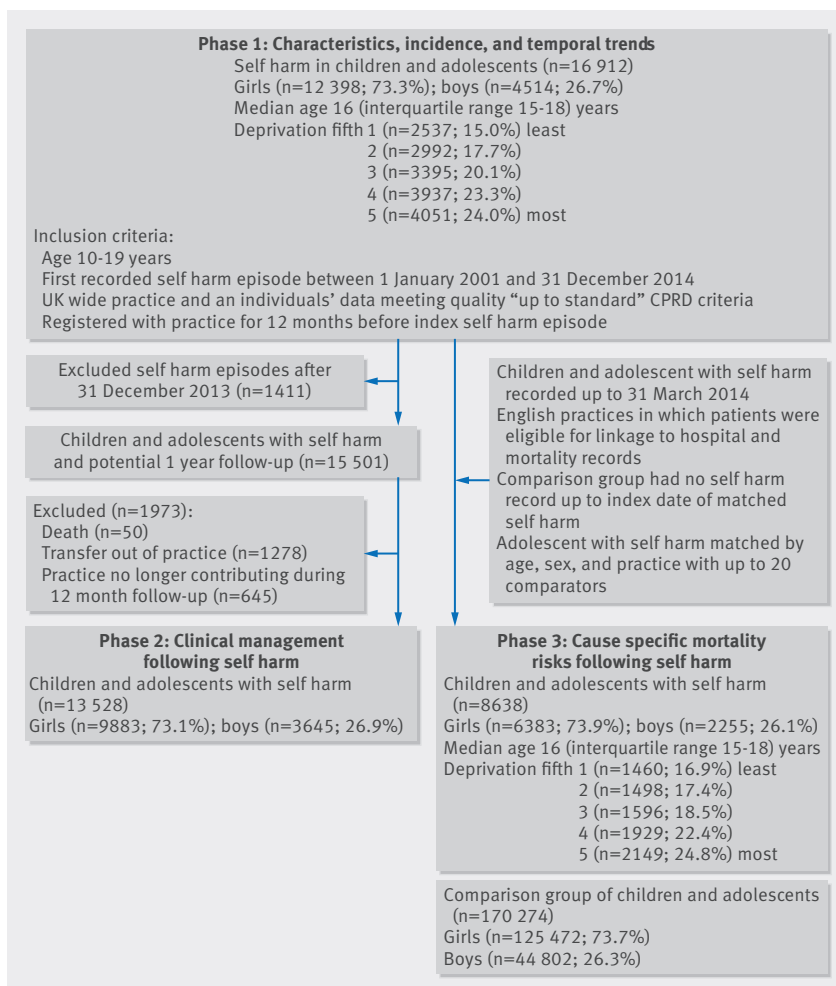 Phase 1: Characteristics, incidence, and temporal trends
Self harm in children and adolescents (n=16 912)
Girls (n=12 398; 73.3%); boys (n=4514; 26.7%)
Median age 16 (interquartile range 15-18) years
Deprivation fifth 1 (n=2537; 15.0%) least
2 (n=2992; 17.7%)
3 (n=3395; 20.1%)
4 (n=3937; 23.3%)
5 (n=4051; 24.0%) most
Inclusion criteria:
Age 10-19 years
First recorded self harm episode between 1 January 2001 and 31 December 2014
UK wide practice and an individuals’ data meeting quality “up to standard” CPRD criteria
Registered with practice for 12 months before index self harm episode
Excluded self harm episodes after
31 December 2013 (n=1411)
Children and adolescents with self harm
and potential 1 year follow-up (n=15 501)
Excluded (n=1973):
Death (n=50)
Transfer out of practice (n=1278)
Practice no longer contributing during
12 month follow-up (n=645)
Children and adolescent with self harm
recorded up to 31 March 2014
English practices in which patients were
eligible for linkage to hospital and
mortality records
Comparison group had no self harm
record up to index date of matched
self harm
Adolescent with self harm matched by
age, sex, and practice with up to 20
comparators
Phase 2: Clinical management
following self harm
Children and adolescents with self harm
(n=13 528)
Girls (n=9883; 73.1%); boys (n=3645; 26.9%)
Phase 3: Cause specific mortality
risks following self harm
Children and adolescents with self harm
(n=8638)
Girls (n=6383; 73.9%); boys (n=2255; 26.1%)
Median age 16 (interquartile range 15-18) years
Deprivation fifth 1 (n=1460; 16.9%) least
2 (n=1498; 17.4%)
3 (n=1596; 18.5%)
4 (n=1929; 22.4%)
5 (n=2149; 24.8%) most
Comparison group of children and adolescents
(n=170 274)
Girls (n=125 472; 73.7%)
Boys (n=44 802; 26.3%)